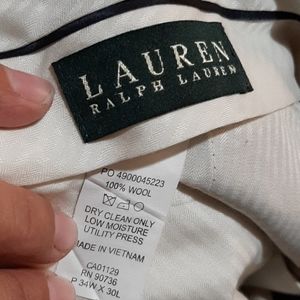 LAUREN
RALPH LAUREN
PO 4900045223
100% WOOL
DRY CLEAN ONLY
LOW MOISTURE
UTILITY PRESS
MADE IN VIETNAM
CA01129
RN 90736
P 34W X 30L